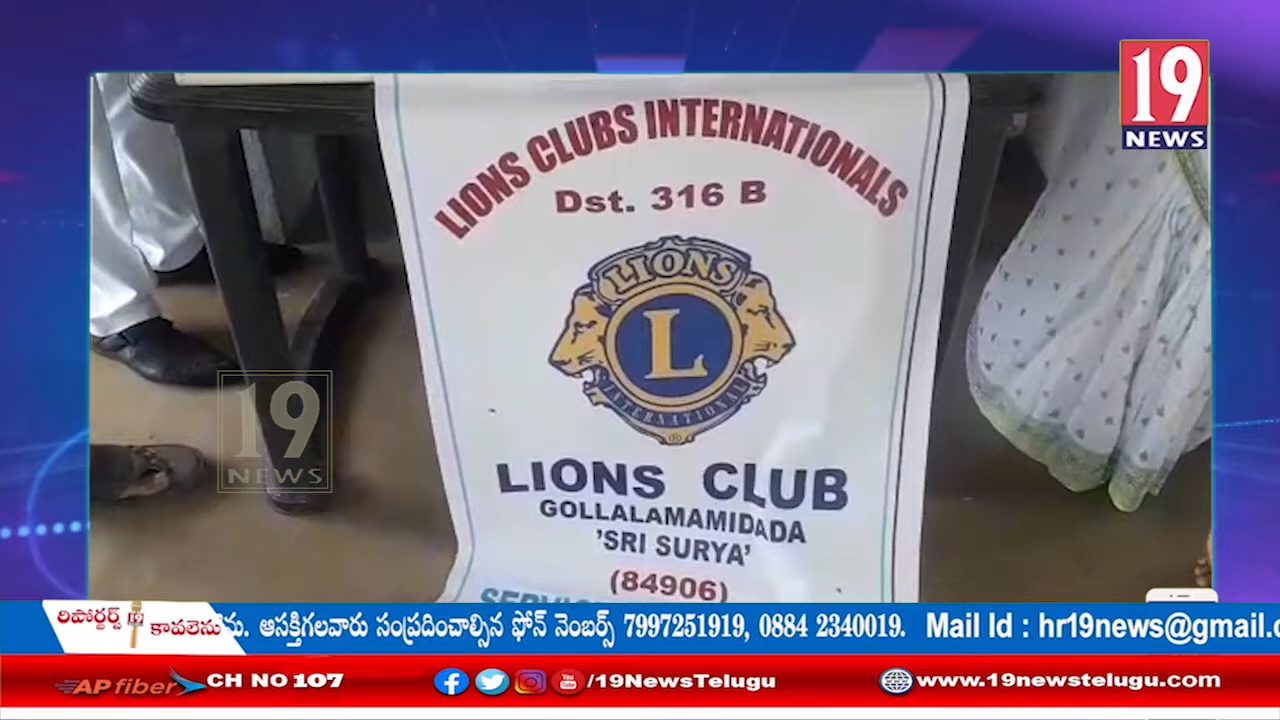 19
NEWS
LIONS CLUBS INTERNATIONALS
Dst. 316 B
LIONS
L
INTERNATIONAL
LIONS CLUB
GOLLALAMAMIDADA
'SRI SURYA'
(84906)
19
NEWS
రిపోర్టర్స్ 19 కావలెను
ను. ఆసక్తిగలవారు సంప్రదించాల్సిన ఫోన్ నెంబర్స్ 7997251919, 0884 2340019. Mail Id : hr19news@gmail.c
AP fiber CH NO 107 /19NewsTelugu www.19newstelugu.com